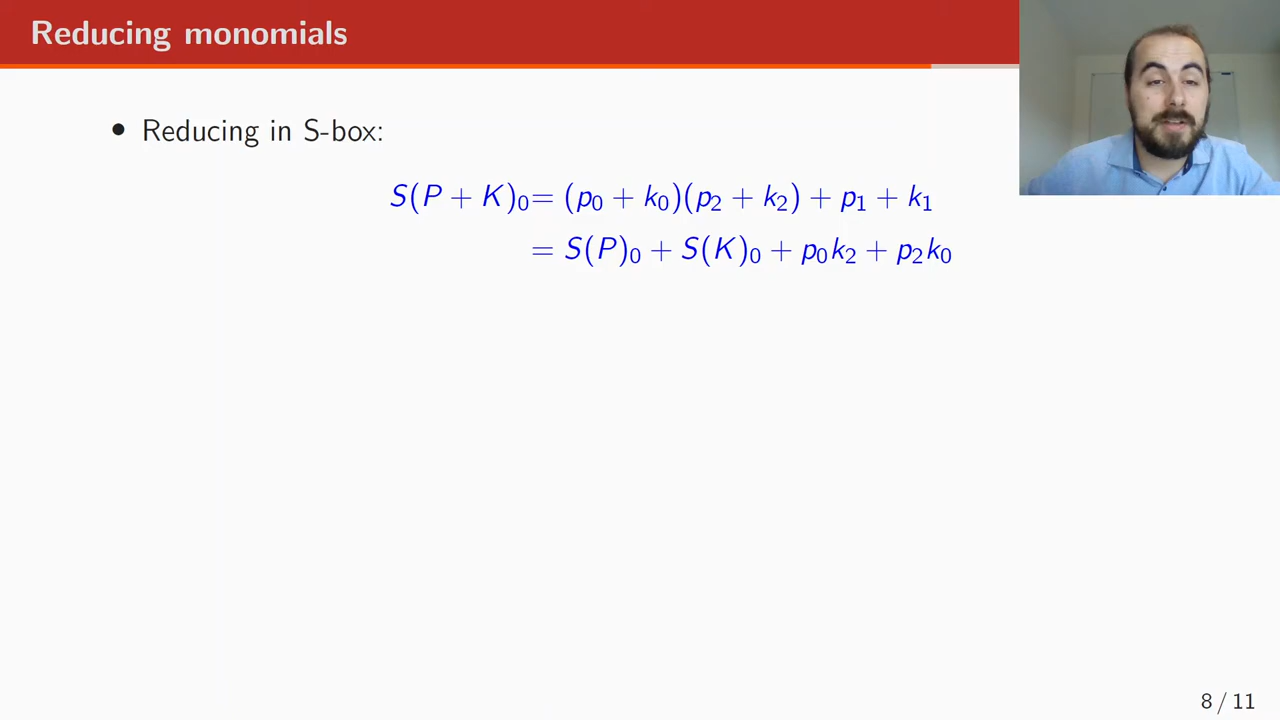 Reducing monomials
• Reducing in S-box:
S(P + K)₀= (p₀ + k₀)(p₂ + k₂) + p₁ + k₁
= S(P)₀ + S(K)₀ + p₀k₂ + p₂k₀
8 / 11